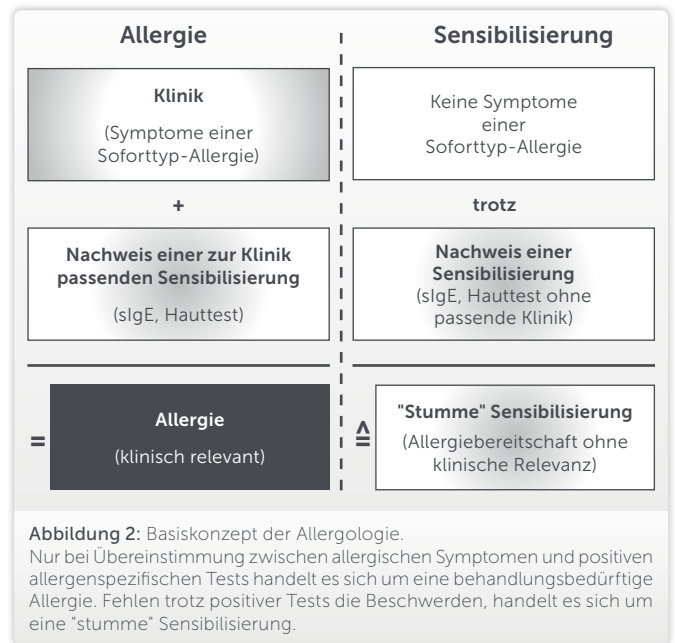 Allergie
Klinik
(Symptome einer
Soforttyp-Allergie)
+
Nachweis einer zur Klinik
passenden Sensibilisierung
(sIgE, Hauttest)
=
Allergie
(klinisch relevant)
Sensibilisierung
Keine Symptome
einer
Soforttyp-Allergie
trotz
Nachweis einer
Sensibilisierung
(sIgE, Hauttest ohne
passende Klinik)
≙
"Stumme" Sensibilisierung
(Allergiebereitschaft ohne
klinische Relevanz)
Abbildung 2: Basiskonzept der Allergologie.
Nur bei Übereinstimmung zwischen allergischen Symptomen und positiven
allergenspezifischen Tests handelt es sich um eine behandlungsbedürftige
Allergie. Fehlen trotz positiver Tests die Beschwerden, handelt es sich um
eine "stumme" Sensibilisierung.